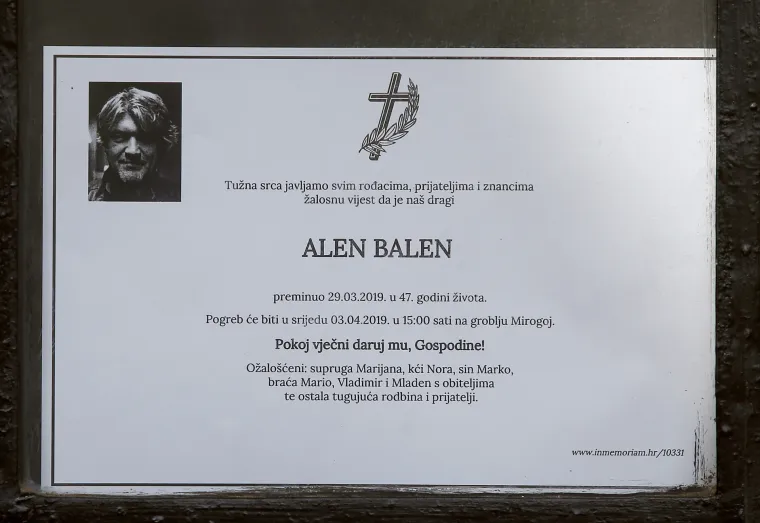 Tužna srca javljamo svim rođacima, prijateljima i znancima
žalosnu vijest da je naš dragi
ALEN BALEN
preminuo 29.03.2019. u 47. godini života.
Pogreb će biti u srijedu 03.04.2019. u 15:00 sati na groblju Mirogoj.
Pokoj vječni daruj mu, Gospodine!
Ožalošćeni: supruga Marijana, kći Nora, sin Marko,
braća Mario, Vladimir i Mladen s obiteljima
te ostala tugujuća rodbina i prijatelji.
www.inmemoriam.hr/10331